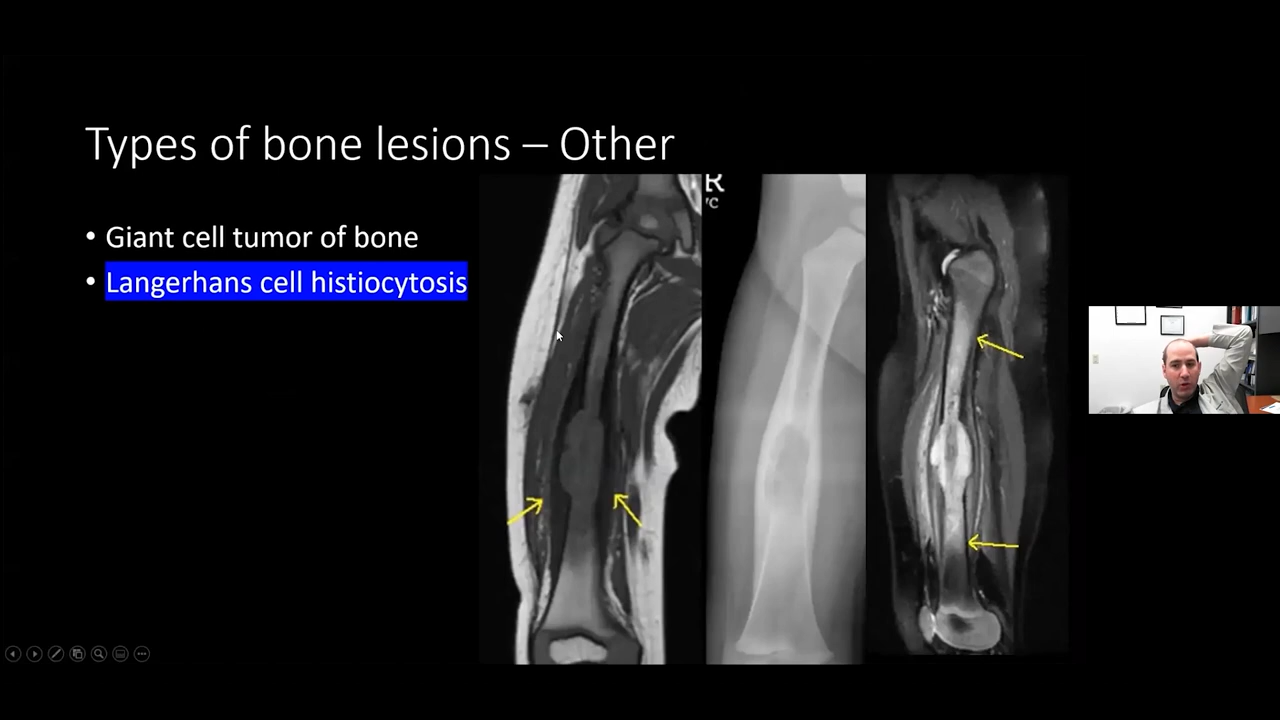 Types of bone lesions – Other
• Giant cell tumor of bone
• Langerhans cell histiocytosis
R